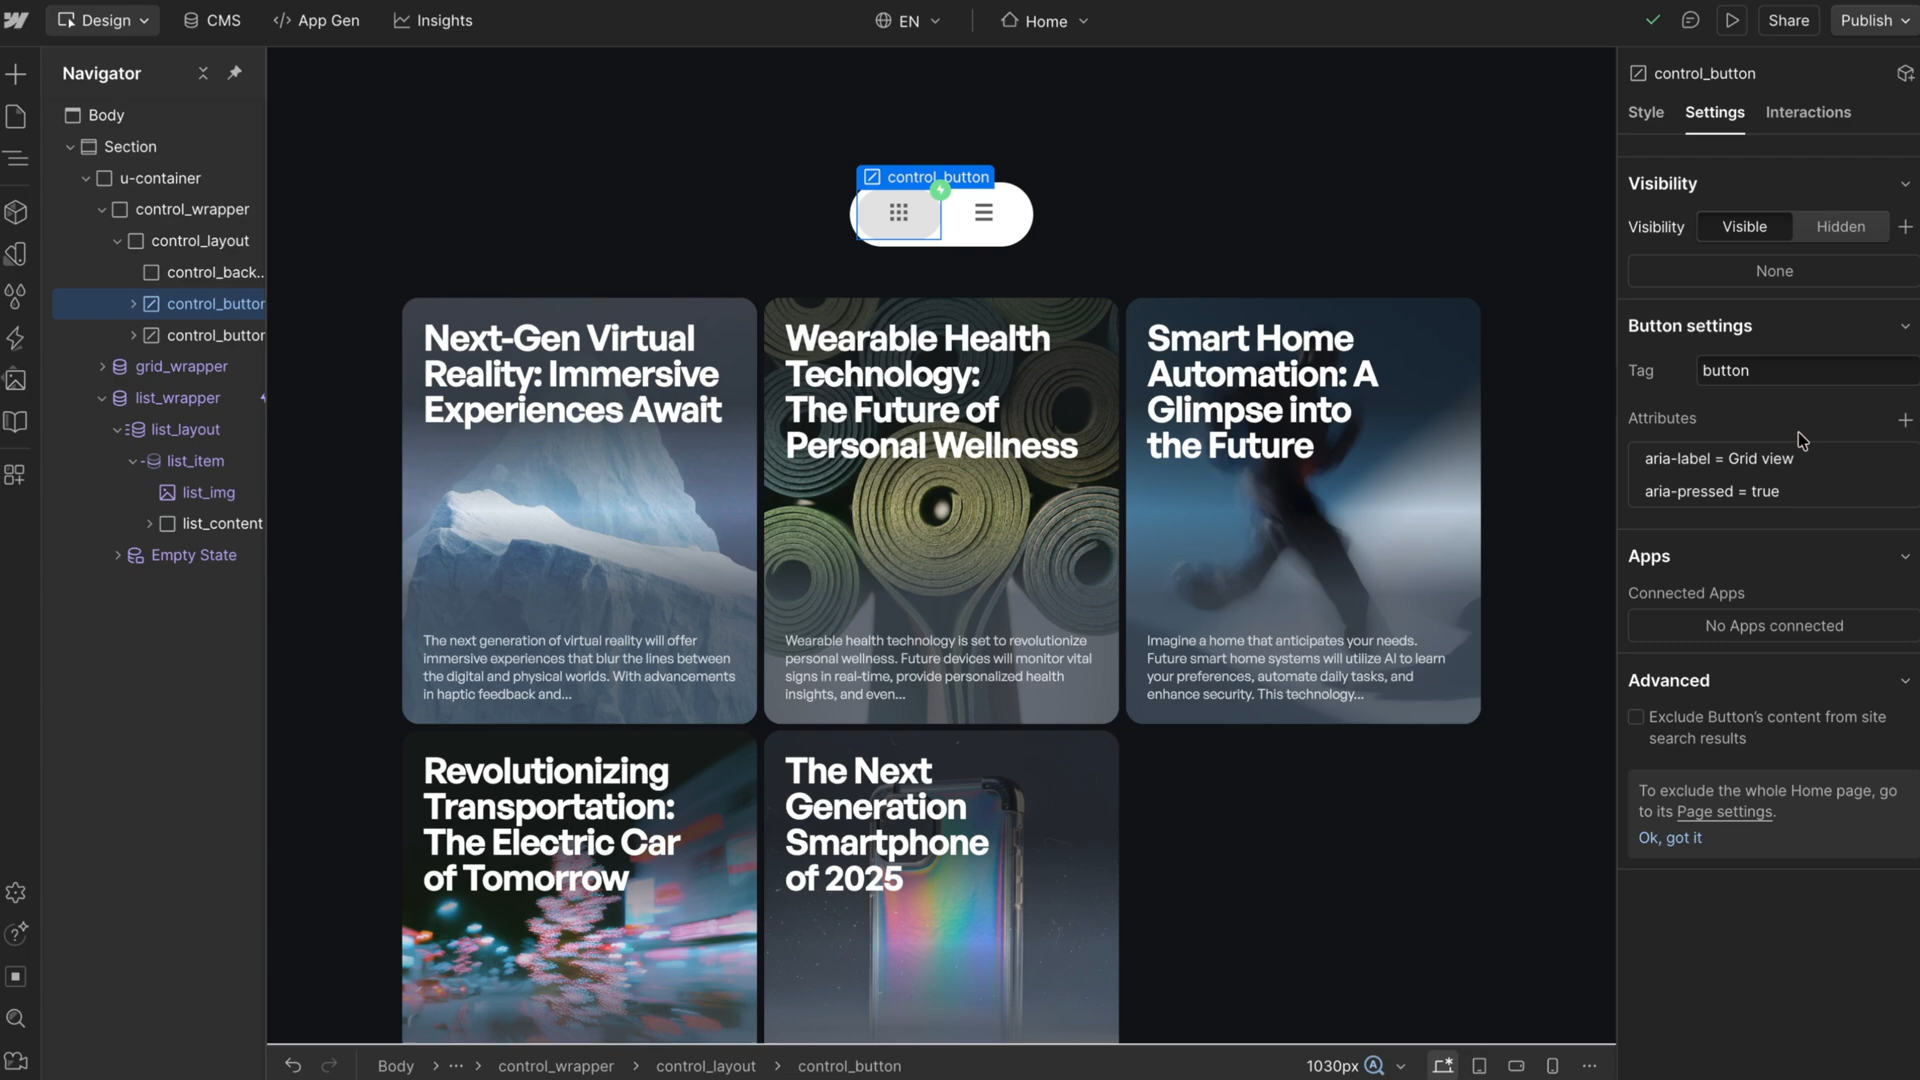 Design
CMS
App Gen
Insights
EN
Home
Share
Publish
Navigator
Body
Section
u-container
control_wrapper
control_layout
control_back..
control_button
control_button
grid_wrapper
list_wrapper
list_layout
list_item
list_img
list_content
Empty State
control_button
Next-Gen Virtual
Reality: Immersive
Experiences Await
The next generation of virtual reality will offer
immersive experiences that blur the lines between
the digital and physical worlds. With advancements
in haptic feedback and...
Wearable Health
Technology:
The Future of
Personal Wellness
Wearable health technology is set to revolutionize
personal wellness. Future devices will monitor vital
signs in real-time, provide personalized health
insights, and even...
Smart Home
Automation: A
Glimpse into
the Future
Imagine a home that anticipates your needs.
Future smart home systems will utilize AI to learn
your preferences, automate daily tasks, and
enhance security. This technology...
Revolutionizing
Transportation:
The Electric Car
of Tomorrow
The Next
Generation
Smartphone
of 2025
control_button
Style
Settings
Interactions
Visibility
Visibility
Visible
Hidden
None
Button settings
Tag
button
Attributes
aria-label = Grid view
aria-pressed = true
Apps
Connected Apps
No Apps connected
Advanced
Exclude Button's content from site
search results
To exclude the whole Home page, go
to its Page settings.
Ok, got it
Body > ... > control_wrapper > control_layout > control_button
1030px